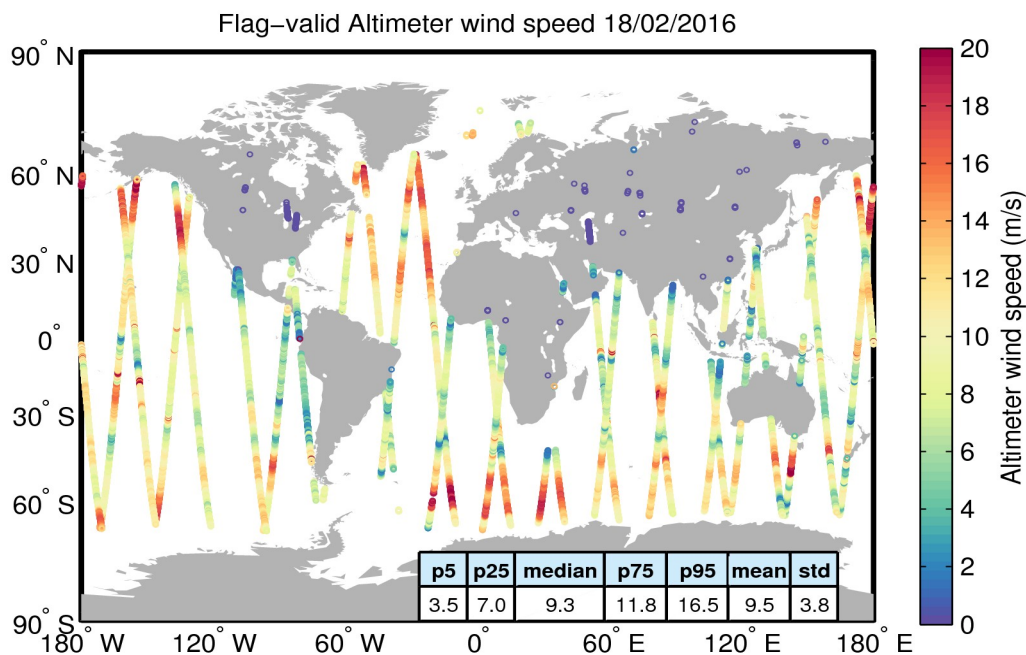 Flag−valid Altimeter wind speed 18/02/2016
90° N
60° N
30° N
0°
30° S
60° S
90° S
180° W
120° W
60° W
0°
60° E
120° E
180° E
p5 p25 median p75 p95 mean std
3.5 7.0 9.3 11.8 16.5 9.5 3.8
20
18
16
14
12
10
8
6
4
2
0
Altimeter wind speed (m/s)